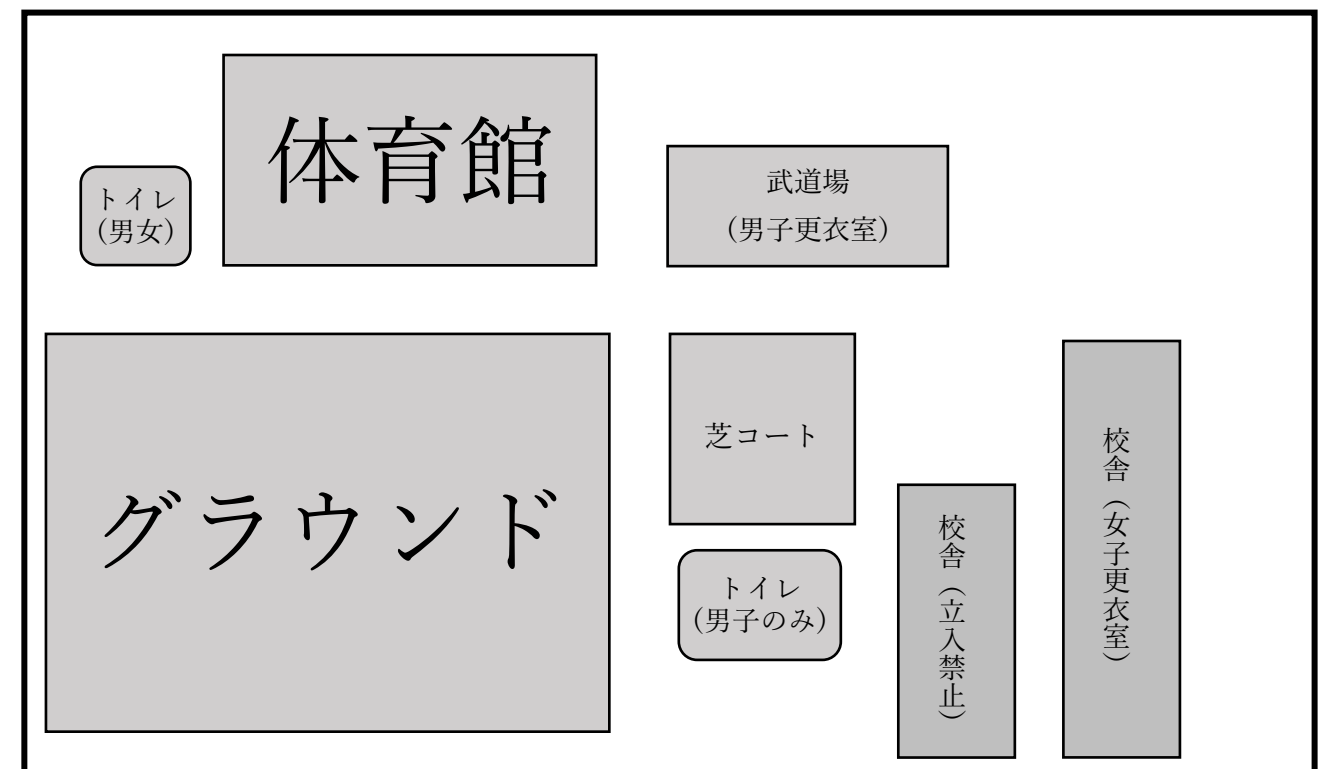 体育館
トイレ
(男女)
武道場
（男子更衣室）
グラウンド
芝コート
トイレ
(男子のみ)
校舎（立入禁止）
校舎（女子更衣室）